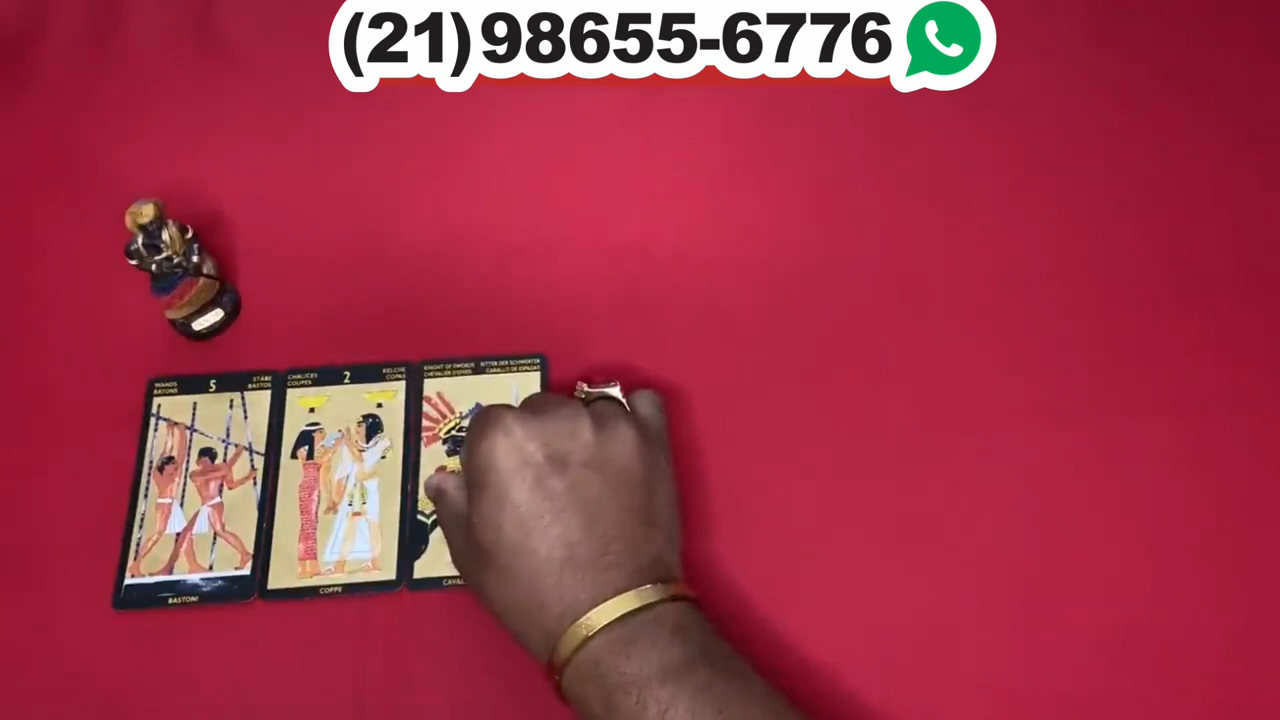 (21)98655-6776
WANDS
BATONS
5
STÄBE
BASTOS
BASTONI
CHALICES
COUPES
2
KELCHE
COPAS
COPPE
KNIGHT OF SWORDS
CHEVALIER D'EPEES
RITTER DER SCHWERTER
CABALLO DE ESPADAS